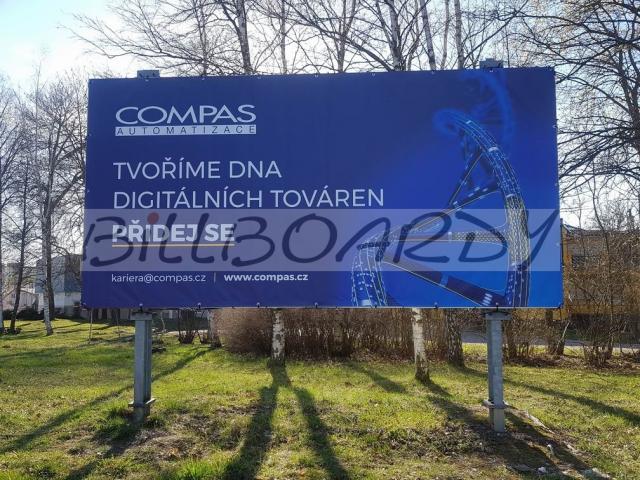 COMPAS
AUTOMATIZACE
TVOŘÍME DNA
DIGITÁLNÍCH TOVÁREN
PŘIDEJ SE
BILLBOARDY
kariera@compas.cz | www.compas.cz